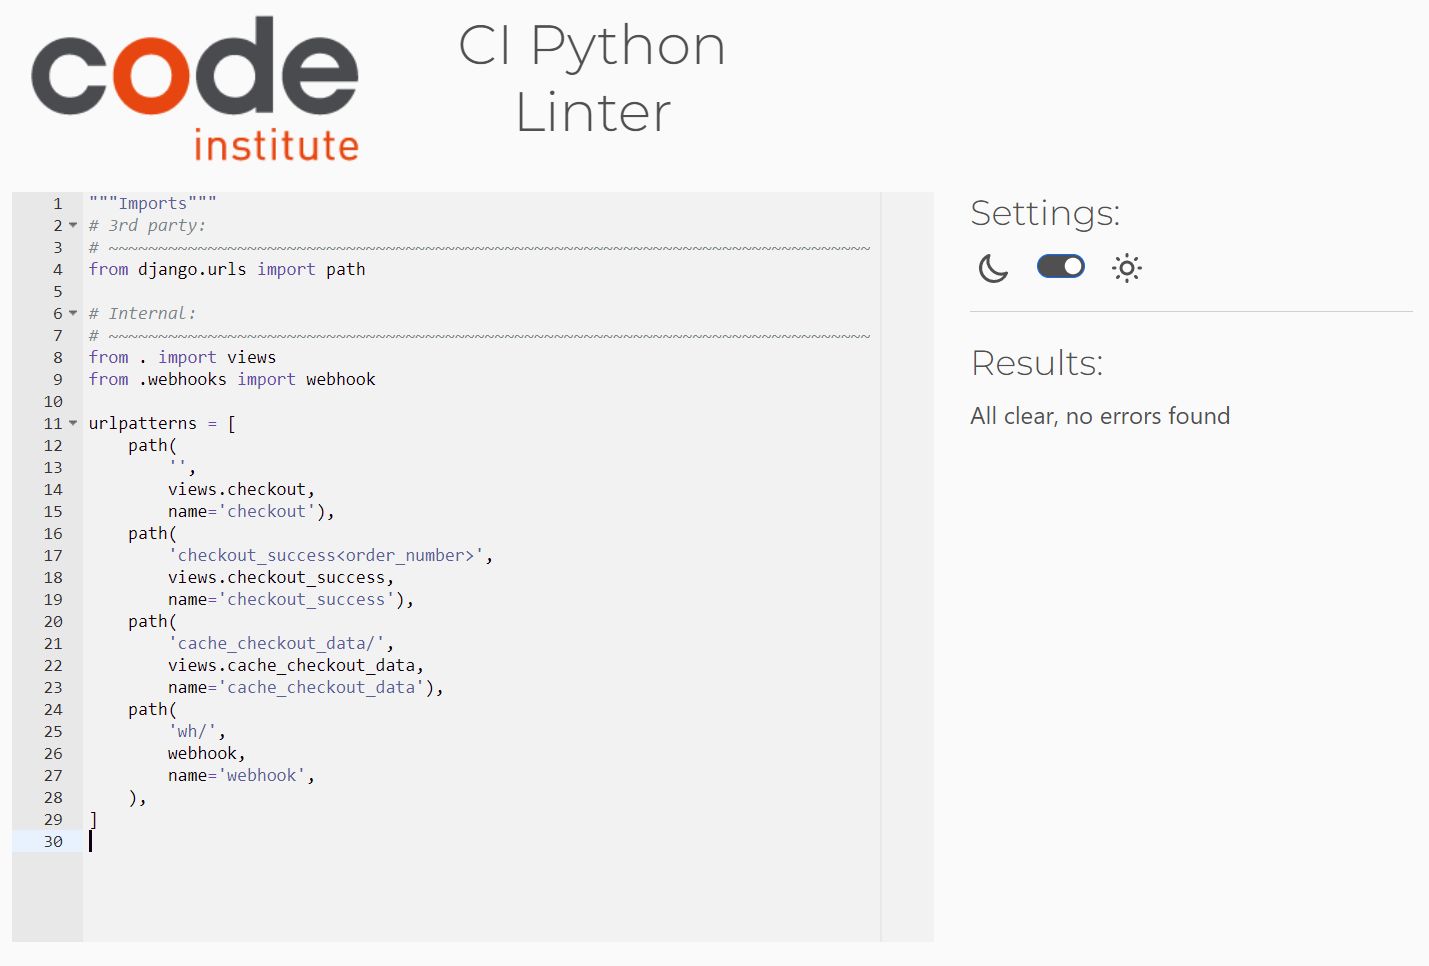 code
institute
CI Python
Linter
1 """Imports"""
2 # 3rd party:
3 # ~~~~~~~~~~~~~~~~~~~~~~~~~~~~~~~~~~~~~~~~~~~~~~~~~~~~~~~~~~~~~~~~~~~~~~~~~~~~~
4 from django.urls import path
5
6 # Internal:
7 # ~~~~~~~~~~~~~~~~~~~~~~~~~~~~~~~~~~~~~~~~~~~~~~~~~~~~~~~~~~~~~~~~~~~~~~~~~~~~~
8 from . import views
9 from .webhooks import webhook
10
11 urlpatterns = [
12     path(
13         '',
14         views.checkout,
15         name='checkout'),
16     path(
17         'checkout_success<order_number>',
18         views.checkout_success,
19         name='checkout_success'),
20     path(
21         'cache_checkout_data/',
22         views.cache_checkout_data,
23         name='cache_checkout_data'),
24     path(
25         'wh/',
26         webhook,
27         name='webhook',
28     ),
29 ]
30
Settings:
Results:
All clear, no errors found